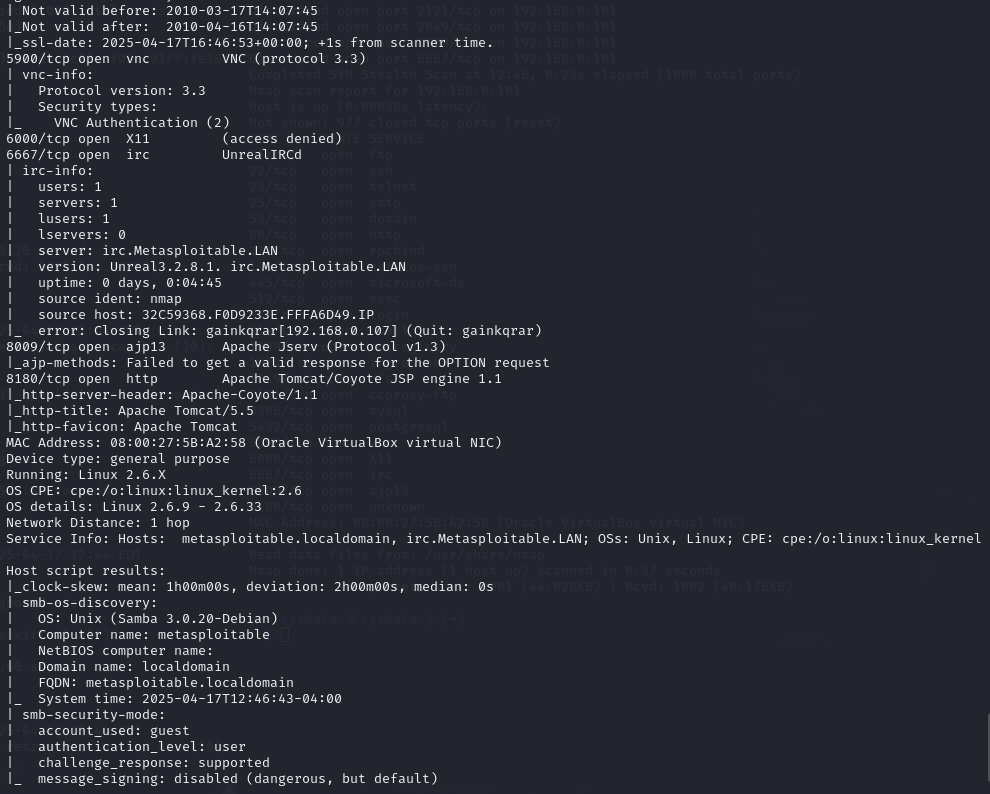 | Not valid before: 2010-03-17T14:07:45
|_Not valid after:  2010-04-16T14:07:45
|_ssl-date: 2025-04-17T16:46:53+00:00; +1s from scanner time.
5900/tcp open  vnc         VNC (protocol 3.3)
| vnc-info:
|   Protocol version: 3.3
|   Security types:
|_    VNC Authentication (2)
6000/tcp open  X11         (access denied)
6667/tcp open  irc         UnrealIRCd
| irc-info:
|   users: 1
|   servers: 1
|   lusers: 1
|   lservers: 0
|   server: irc.Metasploitable.LAN
|   version: Unreal3.2.8.1. irc.Metasploitable.LAN
|   uptime: 0 days, 0:04:45
|   source ident: nmap
|   source host: 32C59368.F0D9233E.FFFA6D49.IP
|_  error: Closing Link: gainkqrar[192.168.0.107] (Quit: gainkqrar)
8009/tcp open  ajp13       Apache Jserv (Protocol v1.3)
|_ajp-methods: Failed to get a valid response for the OPTION request
8180/tcp open  http        Apache Tomcat/Coyote JSP engine 1.1
|_http-server-header: Apache-Coyote/1.1
|_http-title: Apache Tomcat/5.5
|_http-favicon: Apache Tomcat
MAC Address: 08:00:27:5B:A2:58 (Oracle VirtualBox virtual NIC)
Device type: general purpose
Running: Linux 2.6.X
OS CPE: cpe:/o:linux:linux_kernel:2.6
OS details: Linux 2.6.9 - 2.6.33
Network Distance: 1 hop
Service Info: Hosts:  metasploitable.localdomain, irc.Metasploitable.LAN; OSs: Unix, Linux; CPE: cpe:/o:linux:linux_kernel
Host script results:
|_clock-skew: mean: 1h00m00s, deviation: 2h00m00s, median: 0s
| smb-os-discovery:
|   OS: Unix (Samba 3.0.20-Debian)
|   Computer name: metasploitable
|   NetBIOS computer name:
|   Domain name: localdomain
|   FQDN: metasploitable.localdomain
|_  System time: 2025-04-17T12:46:43-04:00
| smb-security-mode:
|   account_used: guest
|   authentication_level: user
|   challenge_response: supported
|_  message_signing: disabled (dangerous, but default)